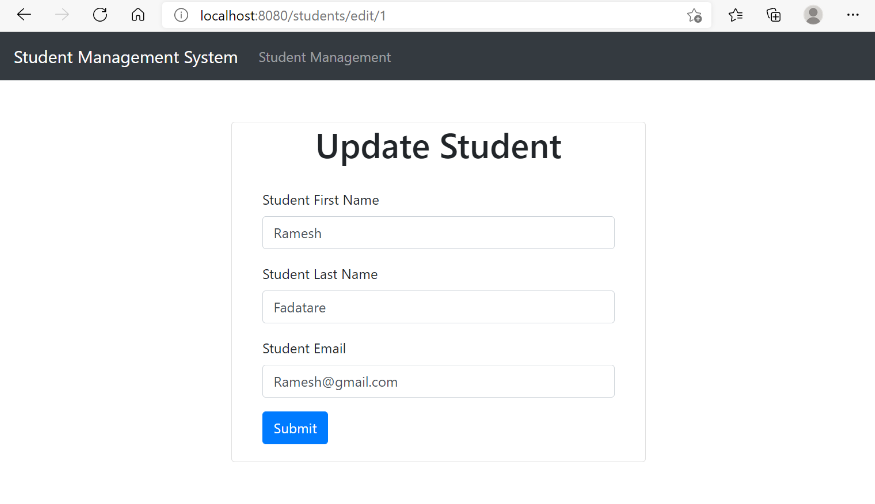 localhost:8080/students/edit/1
Student Management System Student Management
Update Student
Student First Name
Ramesh
Student Last Name
Fadatare
Student Email
Ramesh@gmail.com
Submit